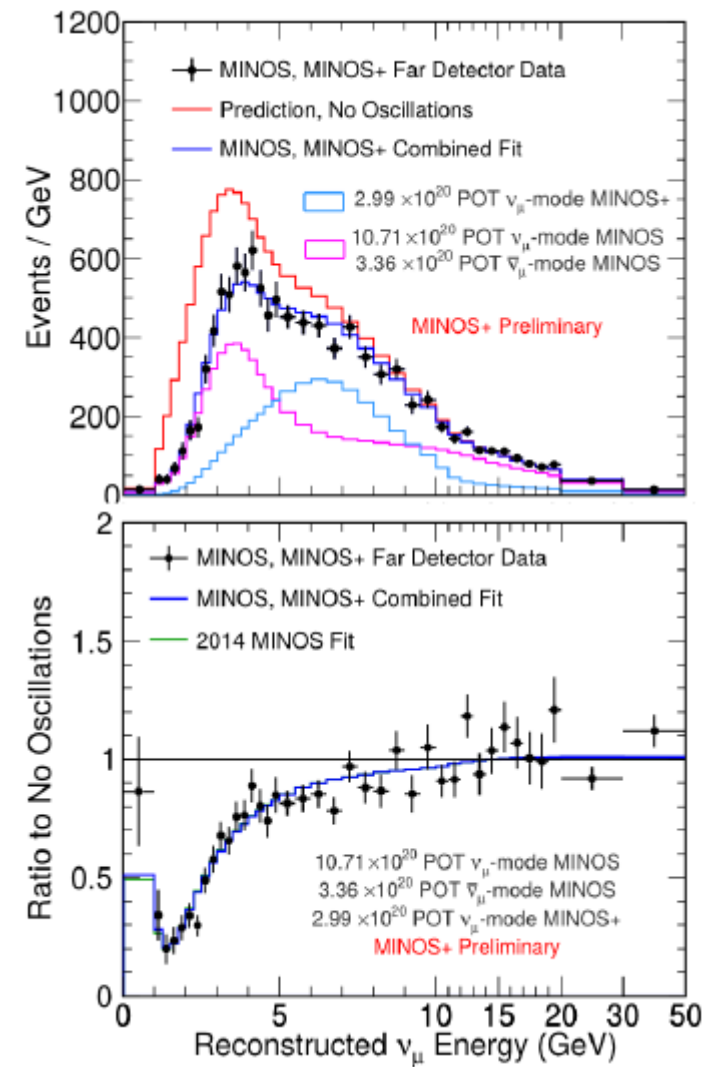 1200
1000
800
600
400
200
0
Events / GeV
MINOS, MINOS+ Far Detector Data
Prediction, No Oscillations
MINOS, MINOS+ Combined Fit
2.99 ×10²⁰ POT νμ-mode MINOS+
10.71×10²⁰ POT νμ-mode MINOS
3.36 ×10²⁰ POT ν̅μ-mode MINOS
MINOS+ Preliminary
2
1.5
1
0.5
0
Ratio to No Oscillations
MINOS, MINOS+ Far Detector Data
MINOS, MINOS+ Combined Fit
2014 MINOS Fit
10.71×10²⁰ POT νμ-mode MINOS
3.36 ×10²⁰ POT ν̅μ-mode MINOS
2.99 ×10²⁰ POT νμ-mode MINOS+
MINOS+ Preliminary
0 5 10 15 20 30 50
Reconstructed νμ Energy (GeV)